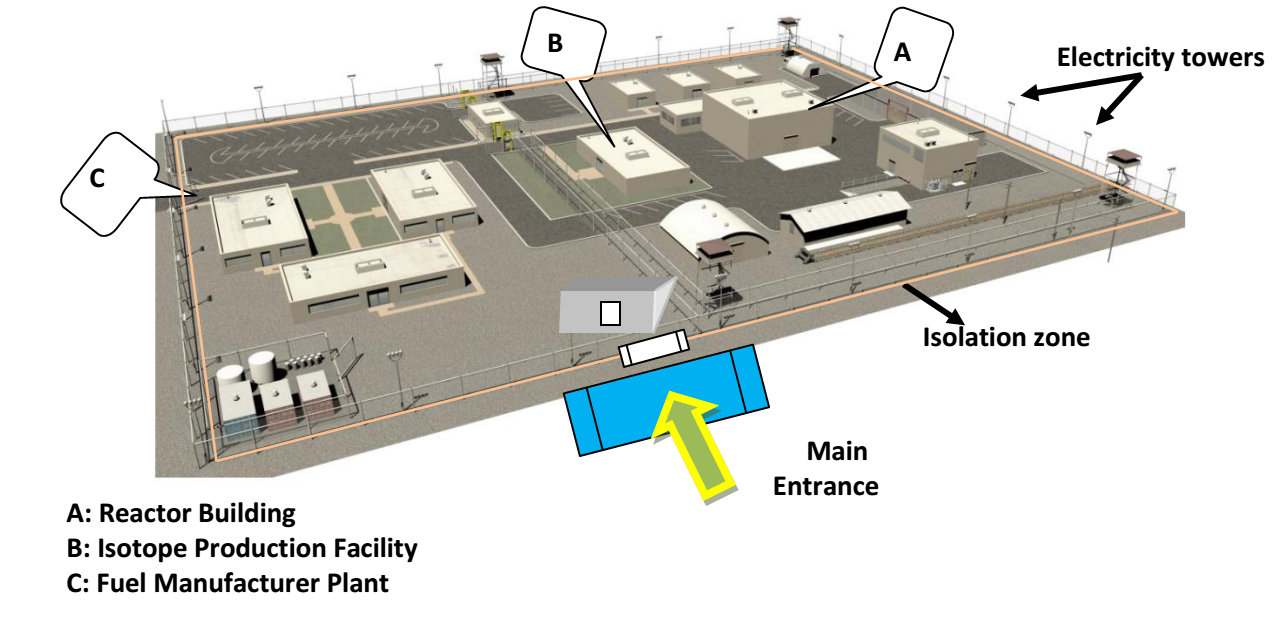 B
A
Electricity towers
C
Isolation zone
Main
Entrance
A: Reactor Building
B: Isotope Production Facility
C: Fuel Manufacturer Plant